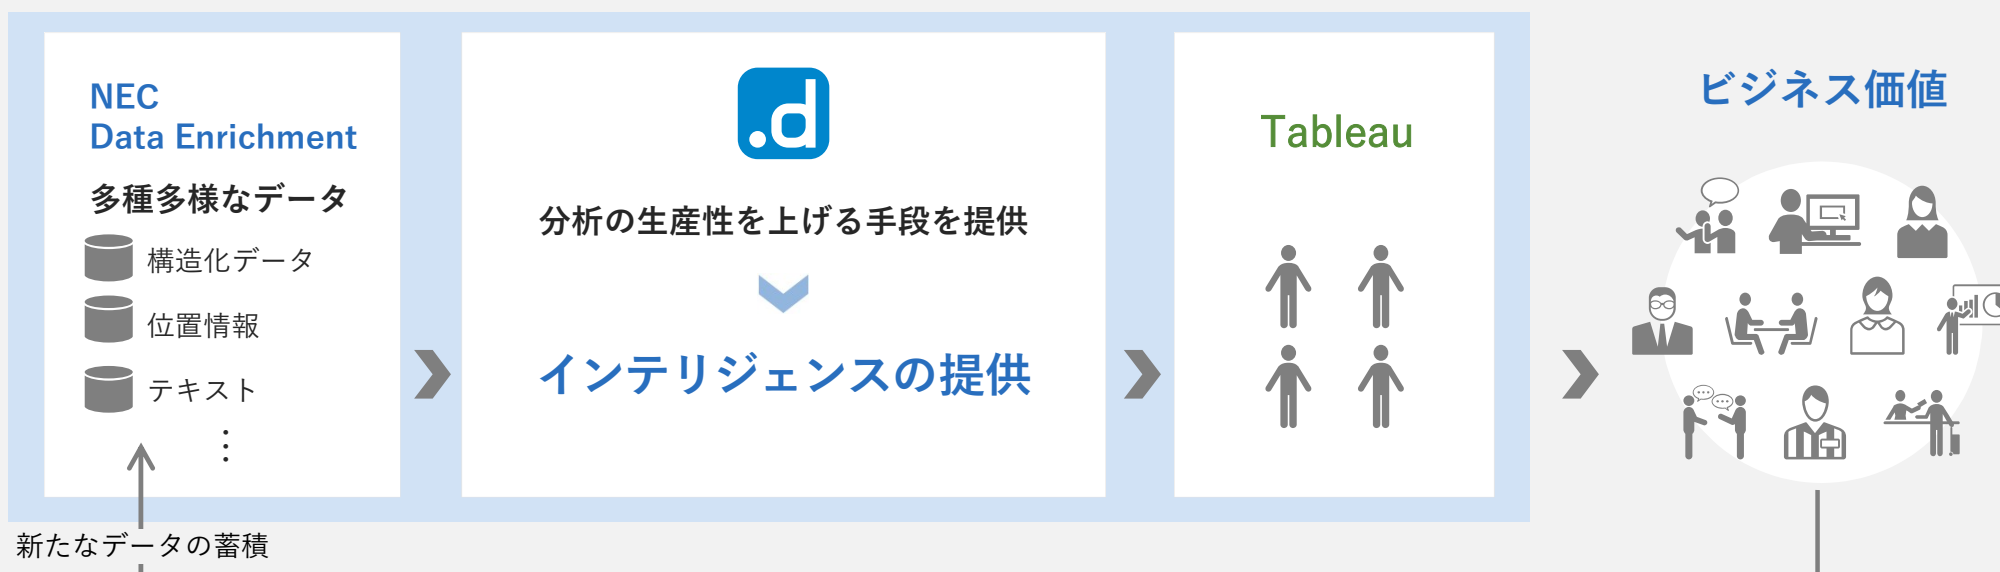 NEC
Data Enrichment
多種多様なデータ
構造化データ
位置情報
テキスト
⋮
新たなデータの蓄積
.d
分析の生産性を上げる手段を提供
インテリジェンスの提供
Tableau
ビジネス価値